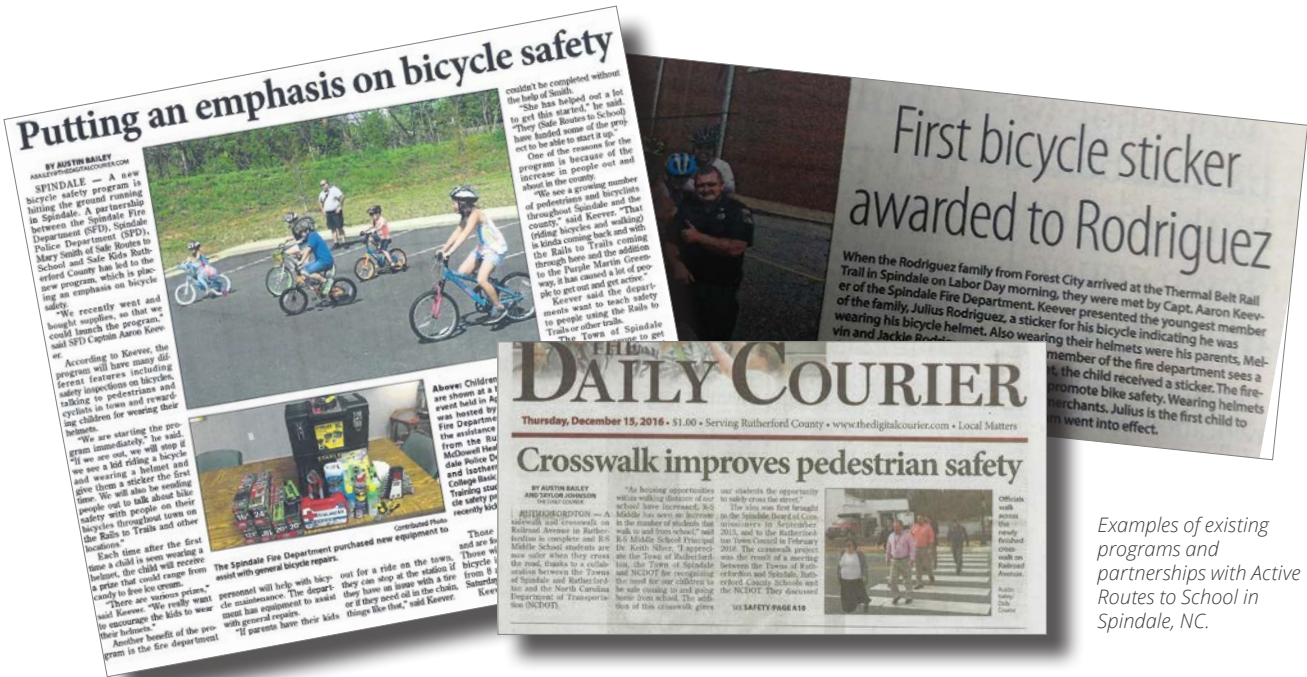 Putting an emphasis on bicycle safety
BY AUSTIN BAILEY
ABAILEY@THEDIGITALCOURIER.COM
SPINDALE — A new
bicycle safety program is
hitting the ground running
in Spindale. A partnership
between the Spindale Fire
Department (SFD), Spindale
Police Department (SPD),
Mary Smith of Safe Routes to
School and Safe Kids Ruth-
erford County has led to the
new program, which is plac-
ing an emphasis on bicycle
safety.
"We recently went and
bought supplies, so that we
could launch the program,"
said SFD Captain Aaron Keev-
er.
According to Keever, the
program will have many dif-
ferent features including
safety inspections on bicycles,
talking to pedestrians and
cyclists in town and reward-
ing children for wearing their
helmets.
"We are starting the pro-
gram immediately," he said.
"If we are out, we will stop if
we see a kid riding a bicycle
and wearing a helmet and
give them a sticker the first
time. We will also be sending
people out to talk about bike
safety with people on their
bicycles throughout town on
the Rails to Trails and other
locations."
Each time after the first
time a child is seen wearing a
helmet, the child will receive
a prize that could range from
candy to free ice cream.
"There are various prizes,"
said Keever. "We really want
to encourage the kids to wear
their helmets."
Another benefit of the pro-
gram is the fire department
Contributed Photo
The Spindale Fire Department purchased new equipment to
assist with general bicycle repairs.
personnel will help with bicy-
cle maintenance. The depart-
ment has equipment to assist
with general repairs.
"If parents have their kids
out for a ride on the town,
they can stop at the station if
they have an issue with a tire
or if they need oil in the chain,
things like that," said Keever.
Above: Children
are shown at a
event held in Ap
was hosted by
Fire Departme
the assistance
from the Ru
McDowell Hea
dale Police D
and Isother
College Basic
Training stud
cle safety p
recently kic
Those
and are fo
Those wi
bicycle i
from 8
Saturday
Keev
couldn't be completed without
the help of Smith.
"She has helped out a lot
to get this started," he said.
"They (Safe Routes to School)
have funded some of the proj-
ect to be able to start it up."
One of the reasons for the
program is because of the
increase in people out and
about in the county.
"We see a growing number
of pedestrians and bicyclists
throughout Spindale and the
county," said Keever. "That
(riding bicycles and walking)
is kinda coming back and with
the Rails to Trails coming
through here and the addition
to the Purple Martin Green-
way, it has caused a lot of peo-
ple to get out and get active."
Keever said the depart-
ments want to teach safety
to people using the Rails to
Trails or other trails.
The Town of Spindale
to get
First bicycle sticker
awarded to Rodriguez
When the Rodriguez family from Forest City arrived at the Thermal Belt Rail
Trail in Spindale on Labor Day morning, they were met by Capt. Aaron Keev-
er of the Spindale Fire Department. Keever presented the youngest member
of the family, Julius Rodriguez, a sticker for his bicycle indicating he was
wearing his bicycle helmet. Also wearing their helmets were his parents, Mel-
vin and Jackie
member of the fire department sees a
the child received a sticker. The fire-
promote bike safety. Wearing helmets
merchants. Julius is the first child to
went into effect.
THE
DAILY COURIER
Thursday, December 15, 2016 • $1.00 • Serving Rutherford County • www.thedigitalcourier.com • Local Matters
Crosswalk improves pedestrian safety
BY AUSTIN BAILEY
AND TAYLOR JOHNSON
THE DAILY COURIER
RUTHERFORDTON — A
sidewalk and crosswalk on
Railroad Avenue in Ruther-
fordton is complete and R-S
Middle School students are
now safer when they cross
the road, thanks to a collab-
oration between the Towns
of Spindale and Rutherford-
ton and the North Carolina
Department of Transporta-
tion (NCDOT).
"As housing opportunities
within walking distance of our
school have increased, R-S
Middle has seen an increase
in the number of students that
walk to and from school," said
R-S Middle School Principal
Dr. Keith Silver. "I appreci-
ate the Town of Rutherford-
ton, the Town of Spindale
and NCDOT for recognizing
the need for our children to
be safe coming to and going
home from school. The addi-
tion of this crosswalk gives
our students the opportunity
to safely cross the street."
The idea was first brought
to the Spindale Board of Com-
missioners in September
2015, and to the Rutherford-
ton Town Council in February
2016. The crosswalk project
was the result of a meeting
between the Towns of Ruth-
erfordton and Spindale, Ruth-
erford County Schools and
the NCDOT. They discussed
SEE SAFETY/PAGE A10
Officials
walk
across
the
newly
finished
cross-
walk on
Railroad
Avenue.
Austin
Bailey/
Daily
Courier
Examples of existing
programs and
partnerships with Active
Routes to School in
Spindale, NC.